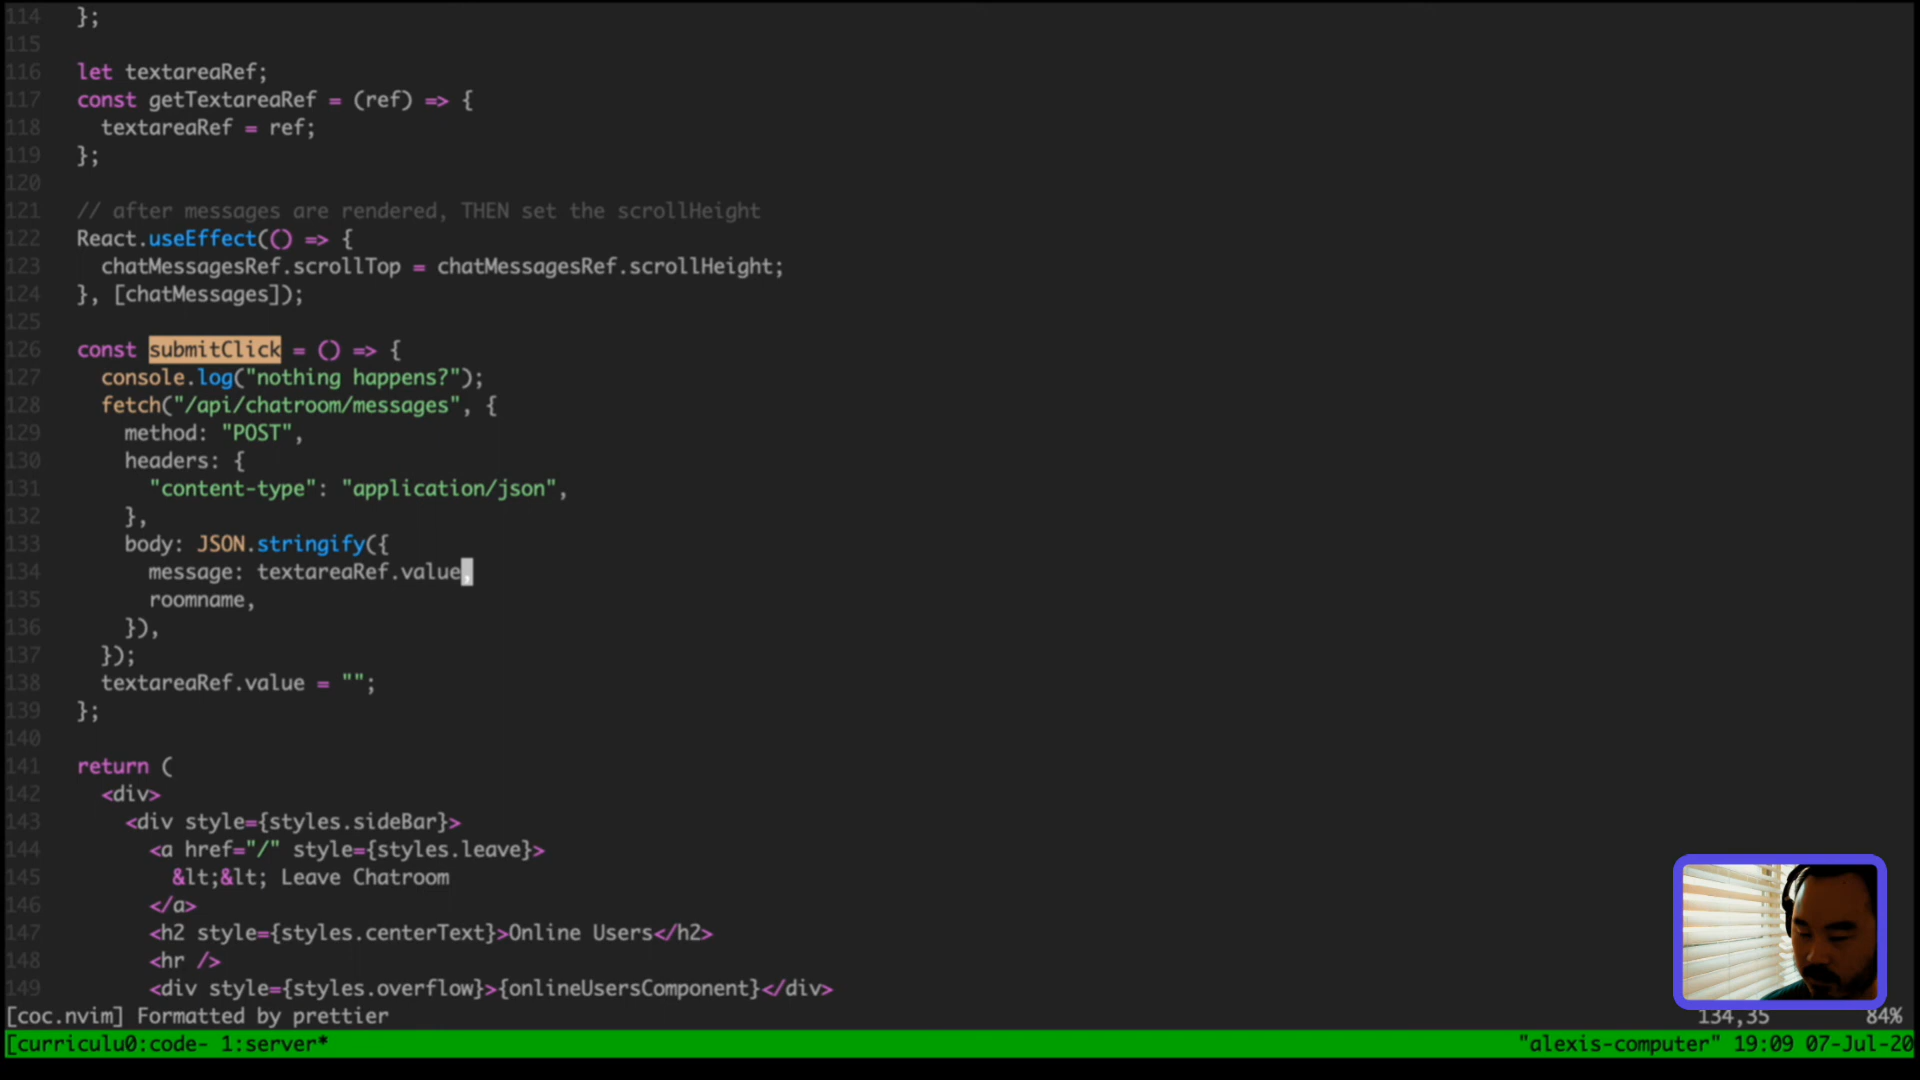 114 };
115
116 let textareaRef;
117 const getTextareaRef = (ref) => {
118 textareaRef = ref;
119 };
120
121 // after messages are rendered, THEN set the scrollHeight
122 React.useEffect(() => {
123 chatMessagesRef.scrollTop = chatMessagesRef.scrollHeight;
124 }, [chatMessages]);
125
126 const submitClick = () => {
127 console.log("nothing happens?");
128 fetch("/api/chatroom/messages", {
129 method: "POST",
130 headers: {
131 "content-type": "application/json",
132 },
133 body: JSON.stringify({
134 message: textareaRef.value,
135 roomname,
136 }),
137 });
138 textareaRef.value = "";
139 };
140
141 return (
142 <div>
143 <div style={styles.sideBar}>
144 <a href="/" style={styles.leave}>
145 &lt;&lt; Leave Chatroom
146 </a>
147 <h2 style={styles.centerText}>Online Users</h2>
148 <hr />
149 <div style={styles.overflow}>{onlineUsersComponent}</div>
[coc.nvim] Formatted by prettier 134,35 84%
[curriculu0:code- 1:server* "alexis-computer" 19:09 07-Jul-20